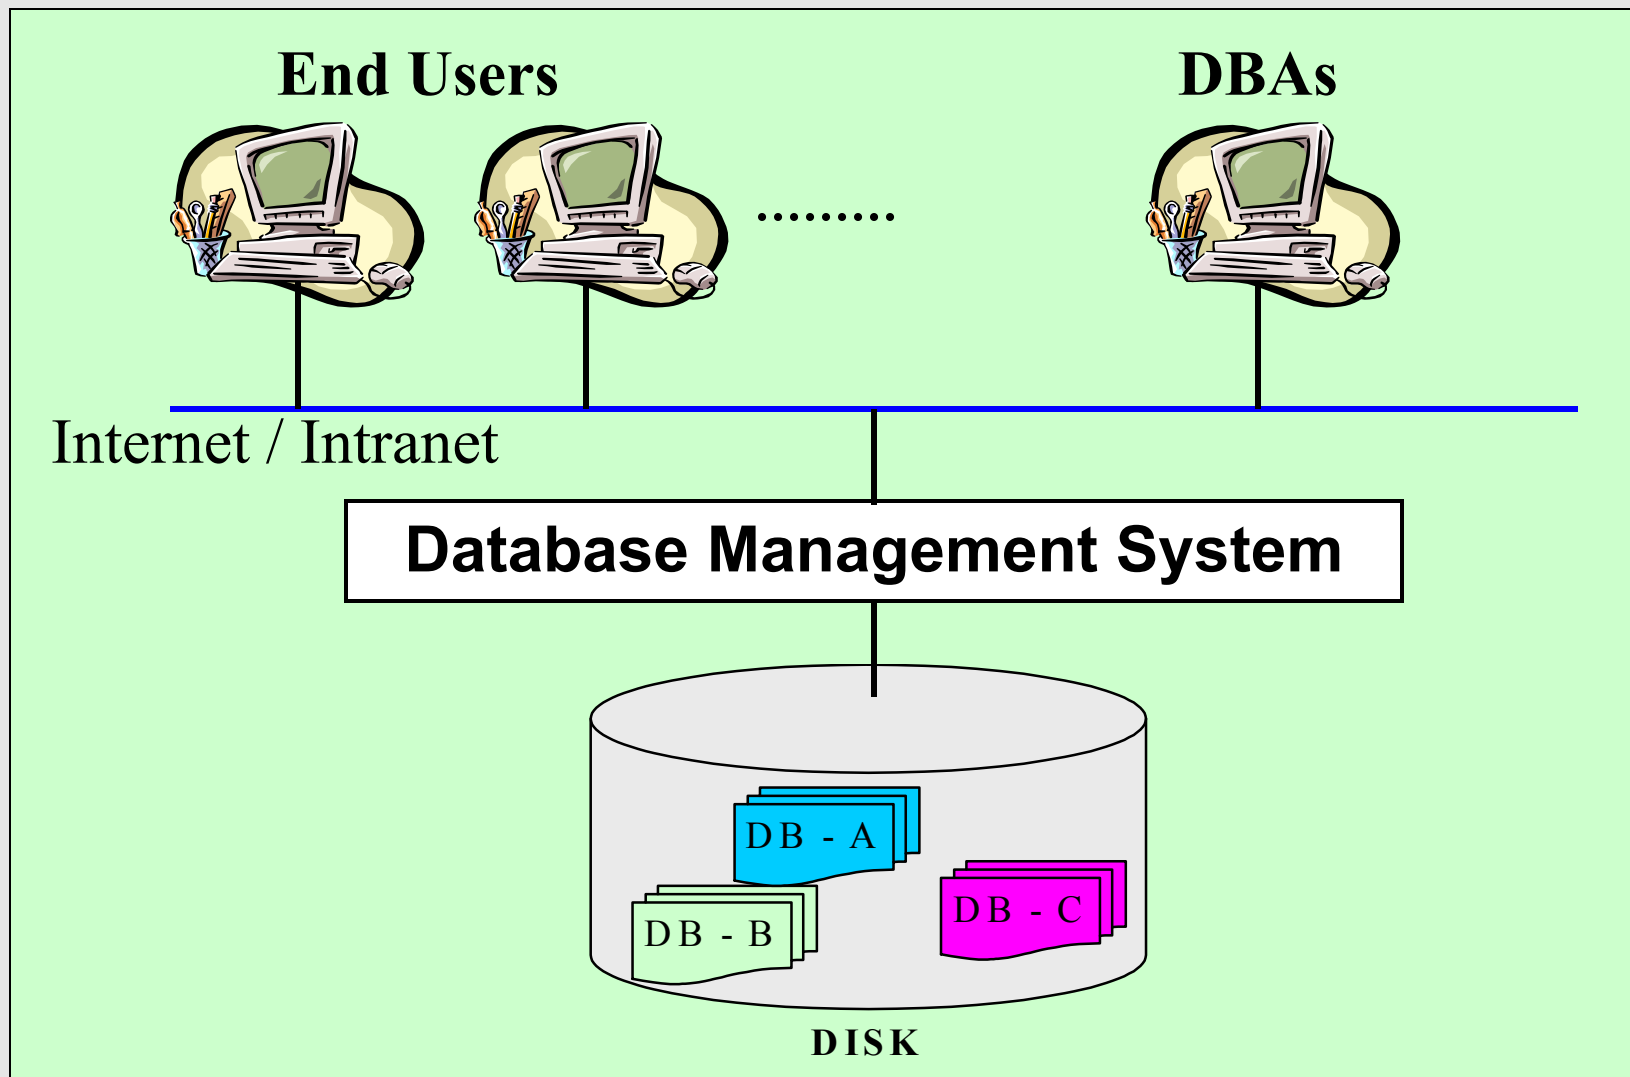 End Users
DBAs
.........
Internet / Intranet
Database Management System
DB - A
DB - B
DB - C
DISK